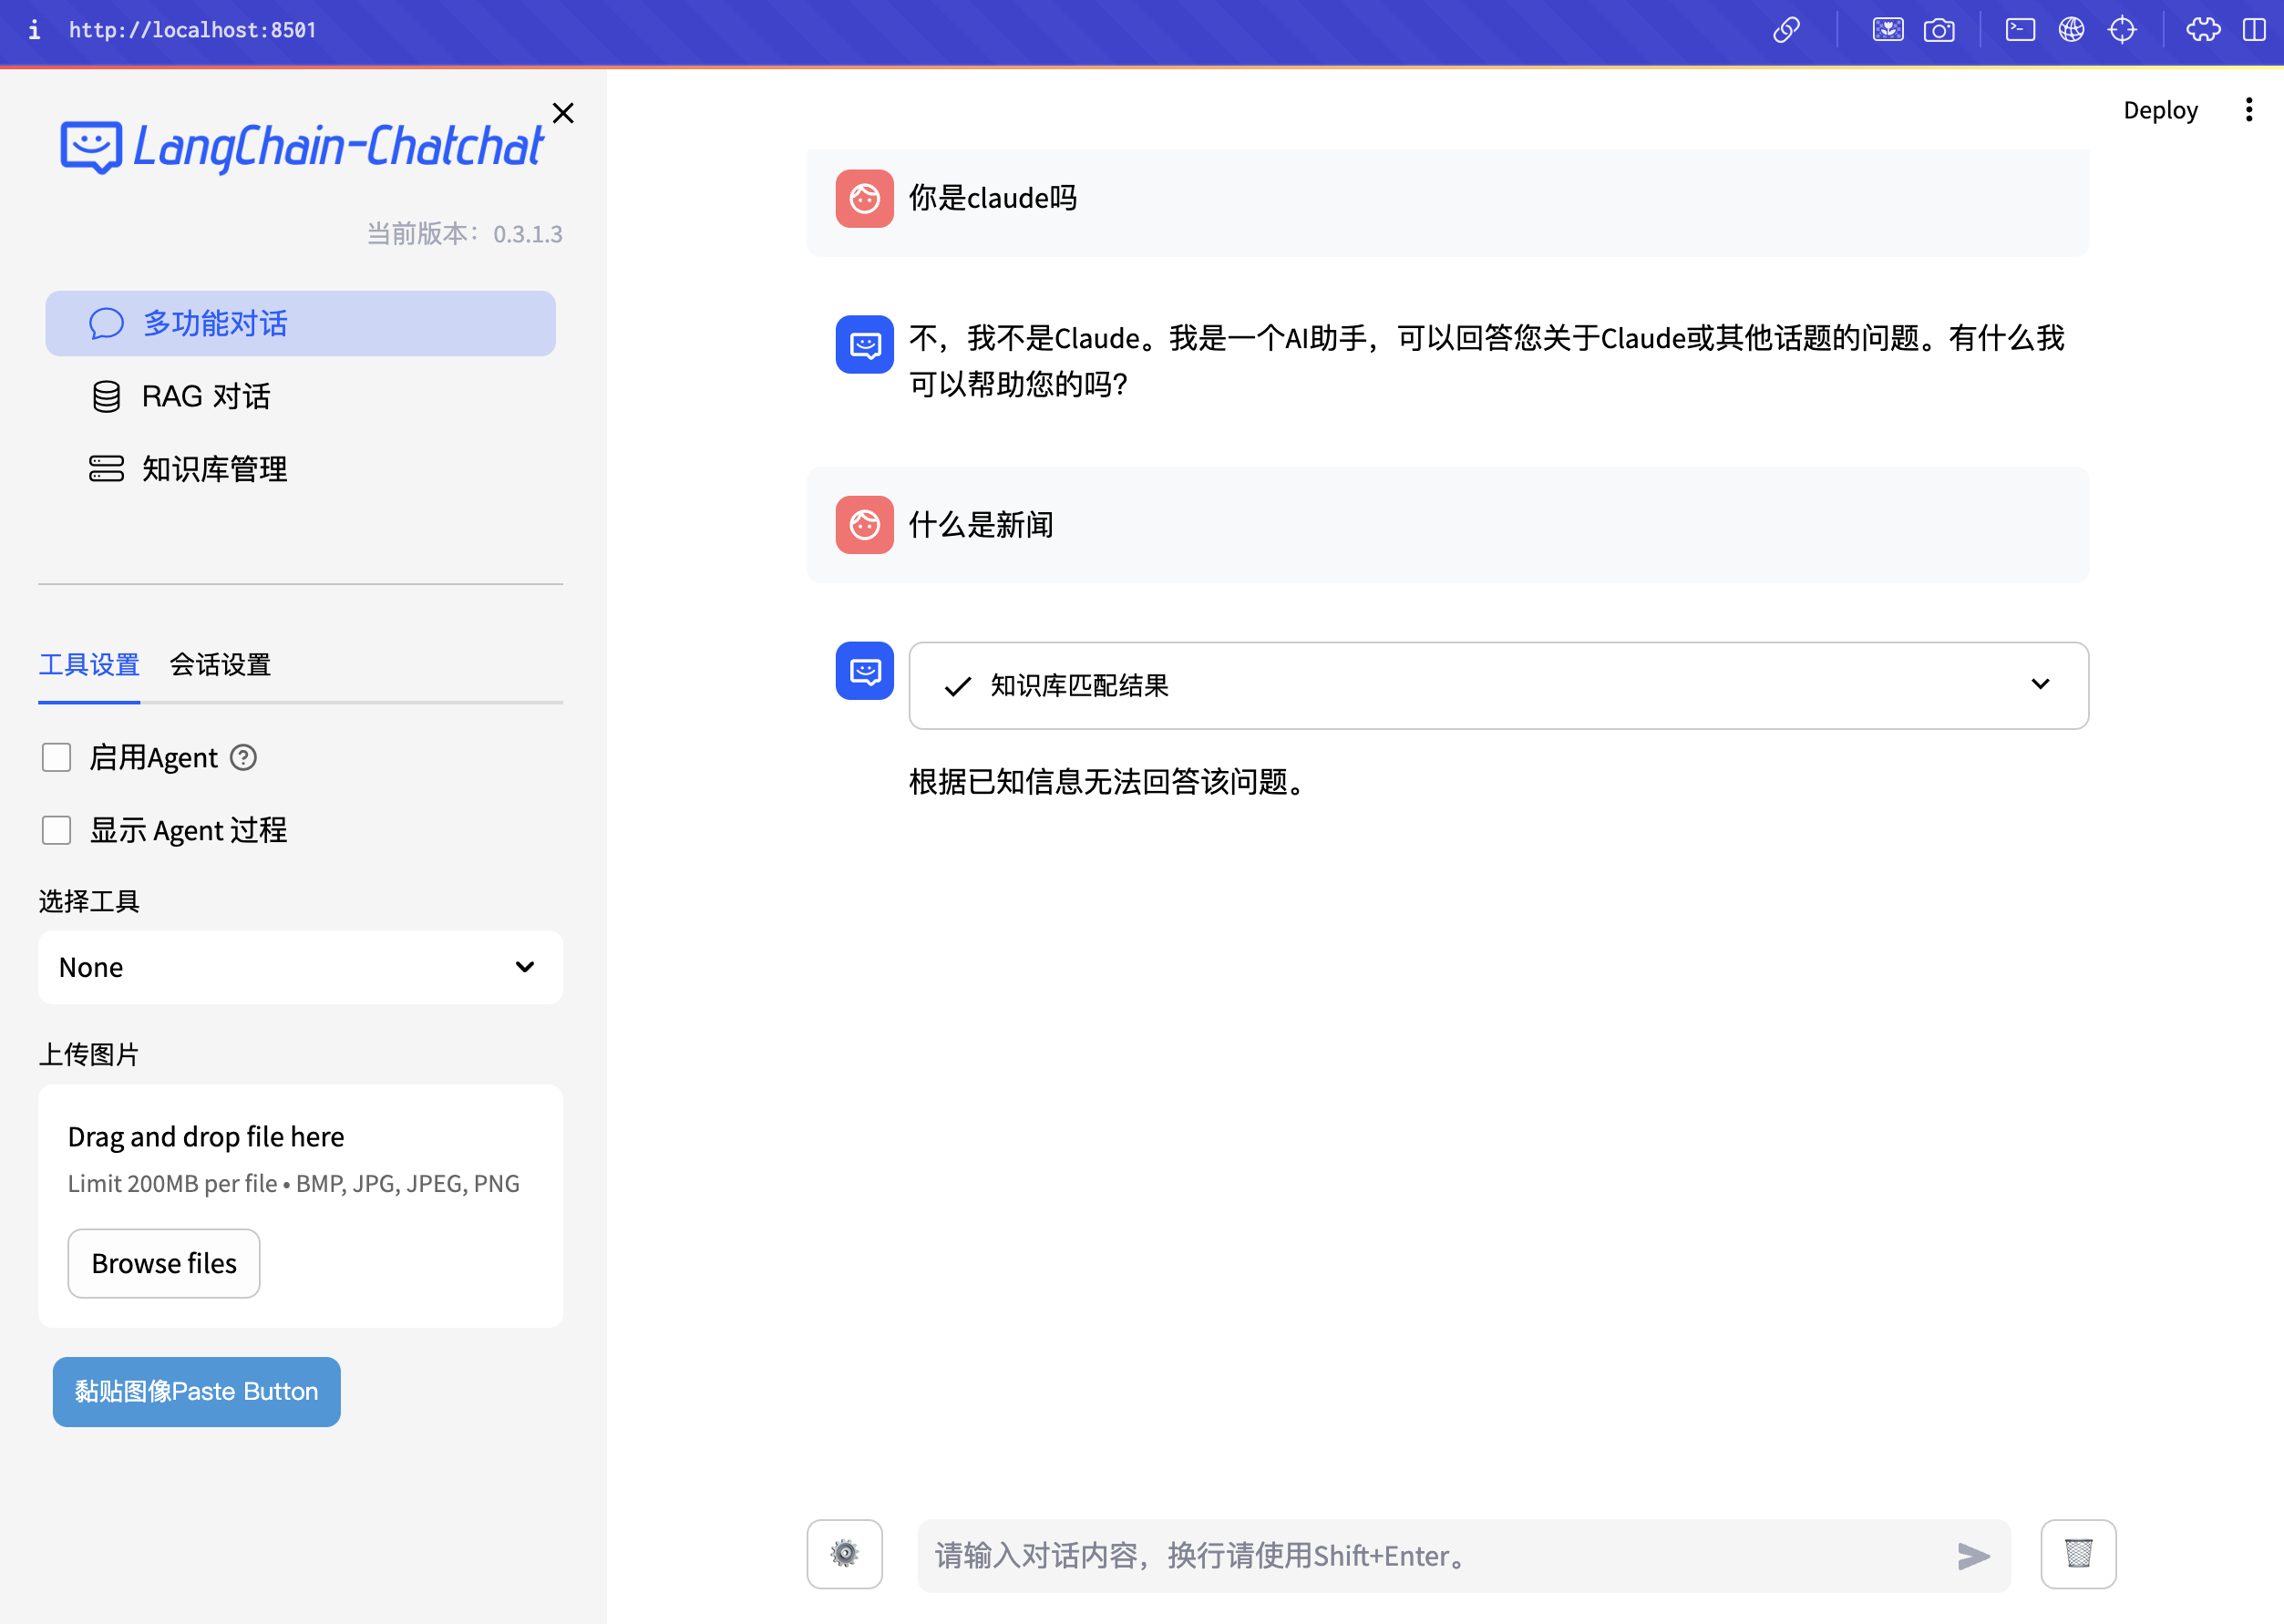 http://localhost:8501
LangChain-Chatchat
当前版本：0.3.1.3
多功能对话
RAG 对话
知识库管理
工具设置 会话设置
启用Agent
显示 Agent 过程
选择工具
None
上传图片
Drag and drop file here
Limit 200MB per file • BMP, JPG, JPEG, PNG
Browse files
黏贴图像Paste Button
Deploy
你是claude吗
不，我不是Claude。我是一个AI助手，可以回答您关于Claude或其他话题的问题。有什么我
可以帮助您的吗？
什么是新闻
知识库匹配结果
根据已知信息无法回答该问题。
请输入对话内容，换行请使用Shift+Enter。